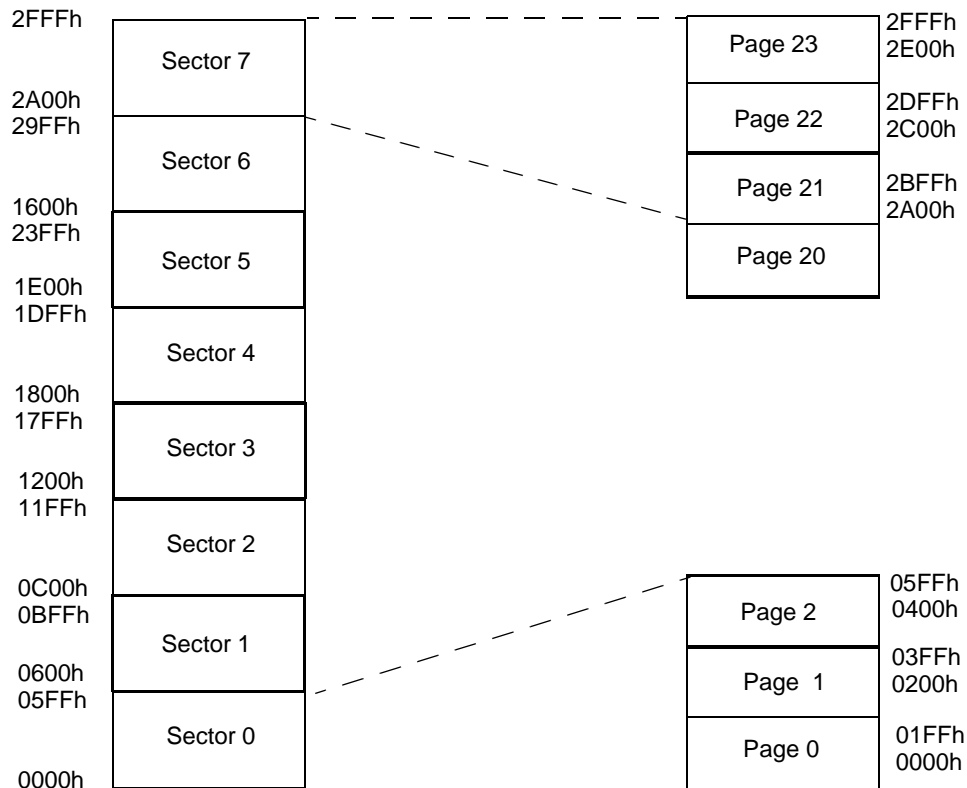 2FFFh
Sector 7
2A00h
29FFh
Sector 6
1600h
23FFh
Sector 5
1E00h
1DFFh
Sector 4
1800h
17FFh
Sector 3
1200h
11FFh
Sector 2
0C00h
0BFFh
Sector 1
0600h
05FFh
Sector 0
0000h
Page 23
2FFFh
2E00h
Page 22
2DFFh
2C00h
Page 21
2BFFh
2A00h
Page 20
Page 2
05FFh
0400h
Page 1
03FFh
0200h
Page 0
01FFh
0000h